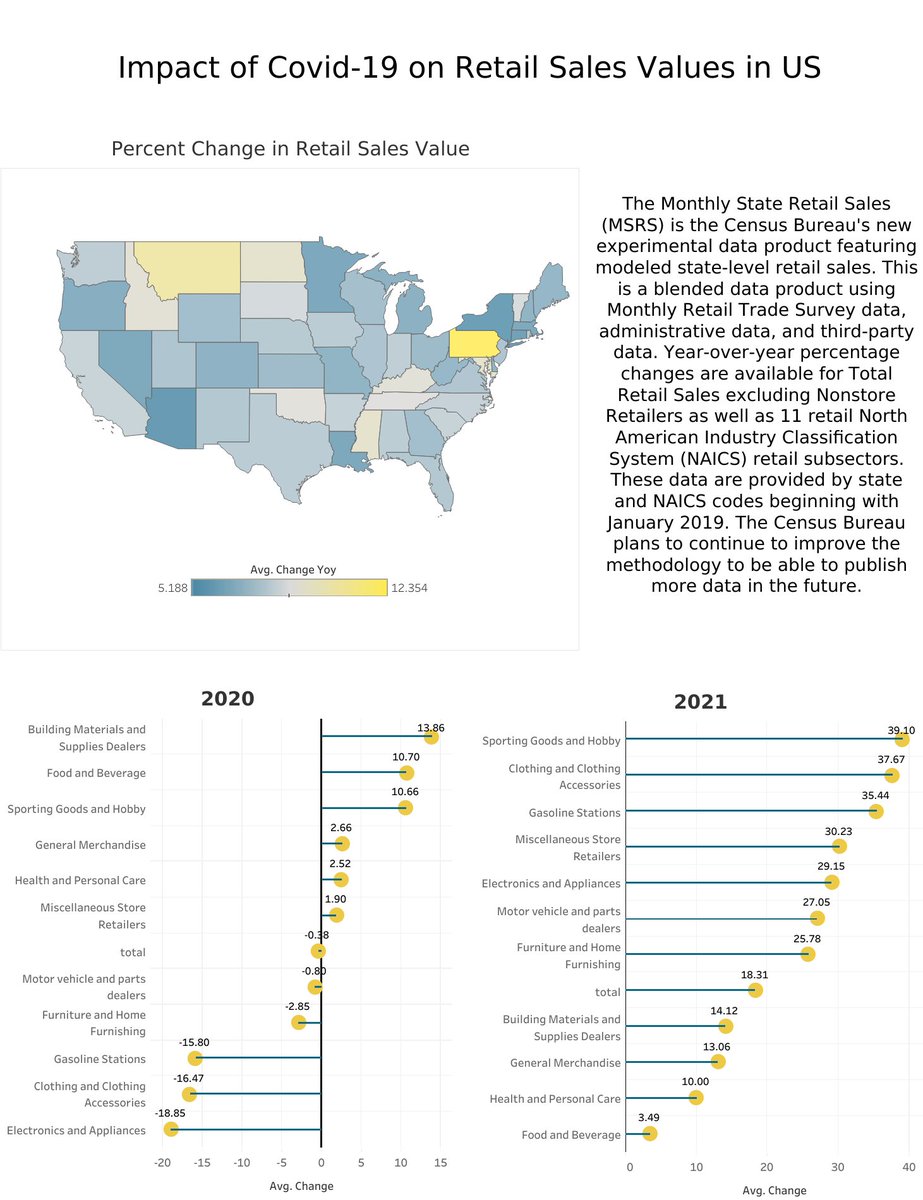 Impact of Covid-19 on Retail Sales Values in US
Percent Change in Retail Sales Value
Avg. Change Yoy
5.188
12.354
The Monthly State Retail Sales
(MSRS) is the Census Bureau's new
experimental data product featuring
modeled state-level retail sales. This
is a blended data product using
Monthly Retail Trade Survey data,
administrative data, and third-party
data. Year-over-year percentage
changes are available for Total
Retail Sales excluding Nonstore
Retailers as well as 11 retail North
American Industry Classification
System (NAICS) retail subsectors.
These data are provided by state
and NAICS codes beginning with
January 2019. The Census Bureau
plans to continue to improve the
methodology to be able to publish
more data in the future.
2020
Building Materials and
Supplies Dealers
13.86
Food and Beverage
10.70
Sporting Goods and Hobby
10.66
General Merchandise
2.66
Health and Personal Care
2.52
Miscellaneous Store
Retailers
1.90
total
-0.38
Motor vehicle and parts
dealers
-0.80
Furniture and Home
Furnishing
-2.85
Gasoline Stations
-15.80
Clothing and Clothing
Accessories
-16.47
Electronics and Appliances
-18.85
-20 -15 -10 -5 0 5 10 15
Avg. Change
2021
Sporting Goods and Hobby
39.10
Clothing and Clothing
Accessories
37.67
Gasoline Stations
35.44
Miscellaneous Store
Retailers
30.23
Electronics and Appliances
29.15
Motor vehicle and parts
dealers
27.05
Furniture and Home
Furnishing
25.78
total
18.31
Building Materials and
Supplies Dealers
14.12
General Merchandise
13.06
Health and Personal Care
10.00
Food and Beverage
3.49
0 10 20 30 40
Avg. Change